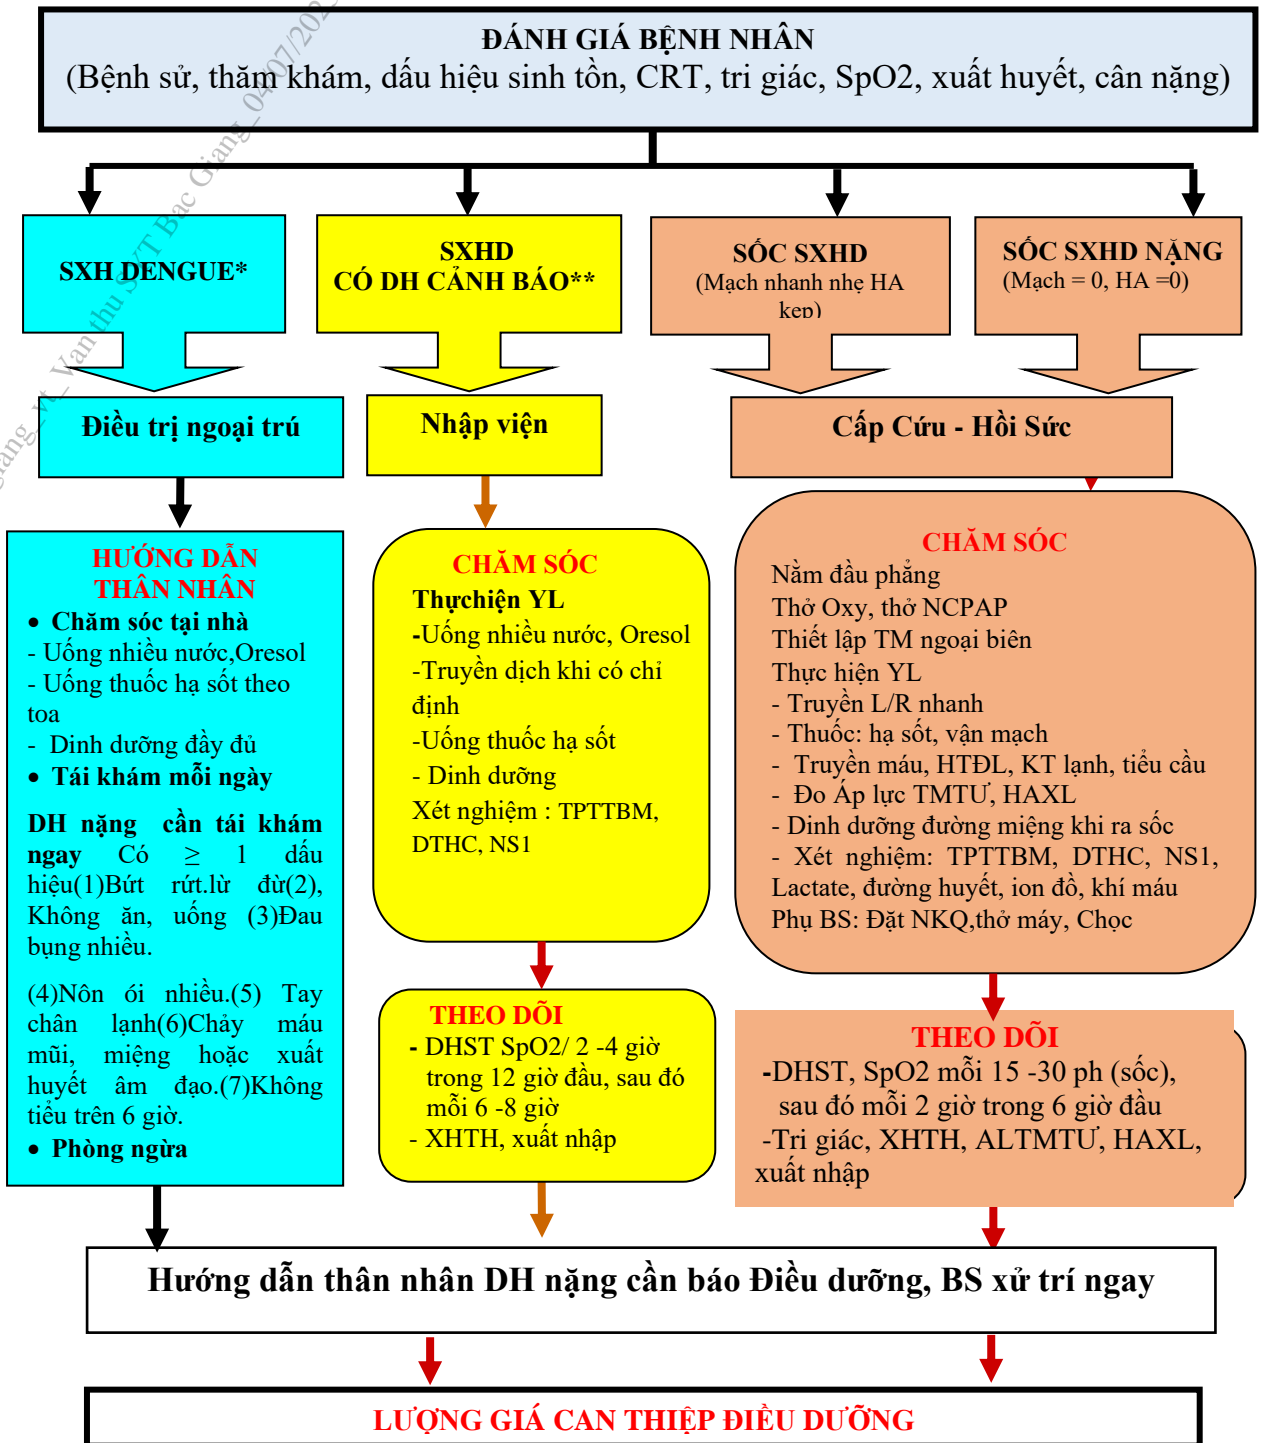 ĐÁNH GIÁ BỆNH NHÂN
(Bệnh sử, thăm khám, dấu hiệu sinh tồn, CRT, tri giác, SpO2, xuất huyết, cân nặng)
SXH DENGUE*
SXHD
CÓ DH CẢNH BÁO**
SỐC SXHD
(Mạch nhanh nhẹ HA
kẹp)
SỐC SXHD NẶNG
(Mạch = 0, HA =0)
Điều trị ngoại trú
Nhập viện
Cấp Cứu - Hồi Sức
HƯỚNG DẪN
THÂN NHÂN
• Chăm sóc tại nhà
- Uống nhiều nước,Oresol
- Uống thuốc hạ sốt theo
toa
- Dinh dưỡng đầy đủ
• Tái khám mỗi ngày
DH nặng cần tái khám
ngay Có ≥ 1 dấu
hiệu(1)Bứt rứt.lừ đừ(2),
Không ăn, uống (3)Đau
bụng nhiều.
(4)Nôn ói nhiều.(5) Tay
chân lạnh(6)Chảy máu
mũi, miệng hoặc xuất
huyết âm đạo.(7)Không
tiểu trên 6 giờ.
• Phòng ngừa
CHĂM SÓC
Thựchiện YL
-Uống nhiều nước, Oresol
-Truyền dịch khi có chỉ
định
-Uống thuốc hạ sốt
- Dinh dưỡng
Xét nghiệm : TPTTBM,
DTHC, NS1
CHĂM SÓC
Nằm đầu phẳng
Thở Oxy, thở NCPAP
Thiết lập TM ngoại biên
Thực hiện YL
- Truyền L/R nhanh
- Thuốc: hạ sốt, vận mạch
- Truyền máu, HTĐL, KT lạnh, tiểu cầu
- Đo Áp lực TMTƯ, HAXL
- Dinh dưỡng đường miệng khi ra sốc
- Xét nghiệm: TPTTBM, DTHC, NS1,
Lactate, đường huyết, ion đồ, khí máu
Phụ BS: Đặt NKQ,thở máy, Chọc
THEO DÕI
- DHST SpO2/ 2 -4 giờ
trong 12 giờ đầu, sau đó
mỗi 6 -8 giờ
- XHTH, xuất nhập
THEO DÕI
-DHST, SpO2 mỗi 15 -30 ph (sốc),
sau đó mỗi 2 giờ trong 6 giờ đầu
-Tri giác, XHTH, ALTMTƯ, HAXL,
xuất nhập
Hướng dẫn thân nhân DH nặng cần báo Điều dưỡng, BS xử trí ngay
LƯỢNG GIÁ CAN THIỆP ĐIỀU DƯỠNG